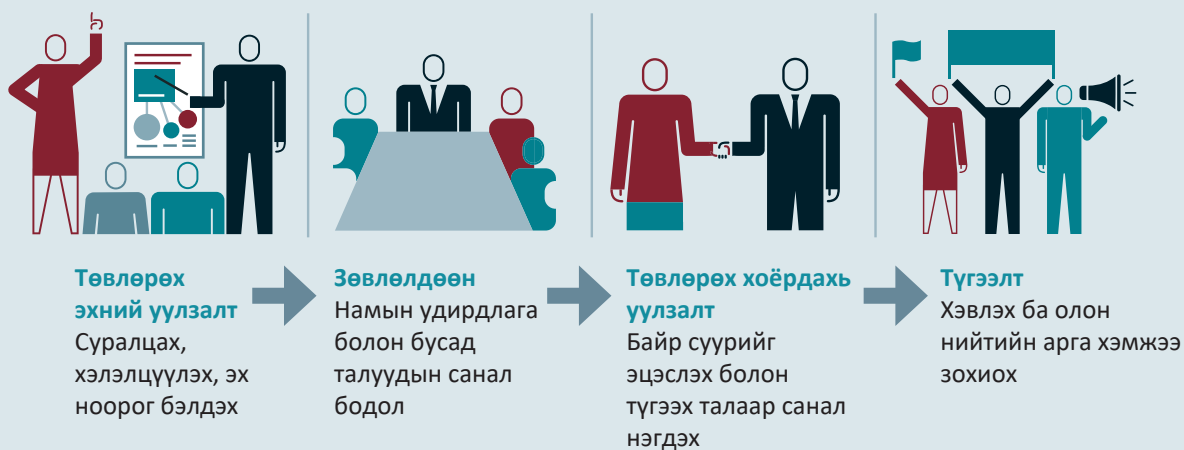 Төвлөрөх
эхний уулзалт
Суралцах,
хэлэлцүүлэх, эх
ноорог бэлдэх
Зөвлөлдөөн
Намын удирдлага
болон бусад
талуудын санал
бодол
Төвлөрөх хоёрдахь
уулзалт
Байр суурийг
эцэслэх болон
түгээх талаар санал
нэгдэх
Түгээлт
Хэвлэх ба олон
нийтийн арга хэмжээ
зохиох